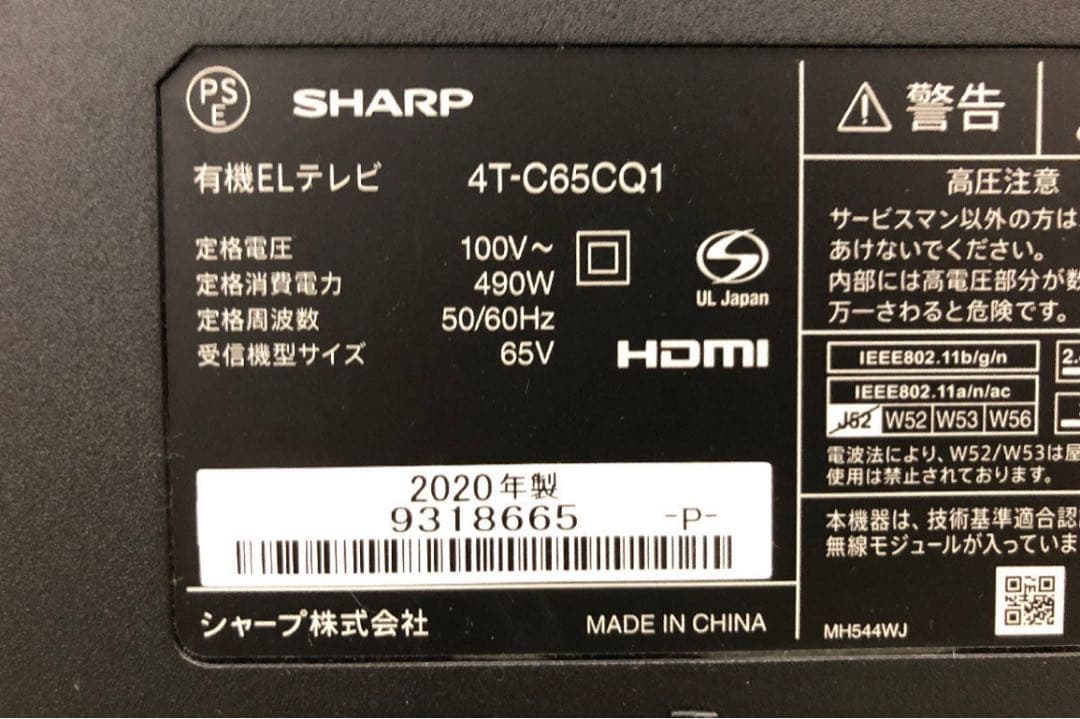 PSE
SHARP
有機ELテレビ 4T-C65CQ1
定格電圧 100V～
定格消費電力 490W
定格周波数 50/60Hz
受信機型サイズ 65V
UL Japan
HDMI
2020年製
9318665 -P-
シャープ株式会社 MADE IN CHINA
警告
高圧注意
サービスマン以外の方は
あけないでください。
内部には高電圧部分が数
万一さわると危険です。
IEEE802.11b/g/n
2.
IEEE802.11a/n/ac
J52 W52 W53 W56
電波法により、W52/W53は屋
使用は禁止されております。
本機器は、技術基準適合認
無線モジュールが入っていま
MH544WJ